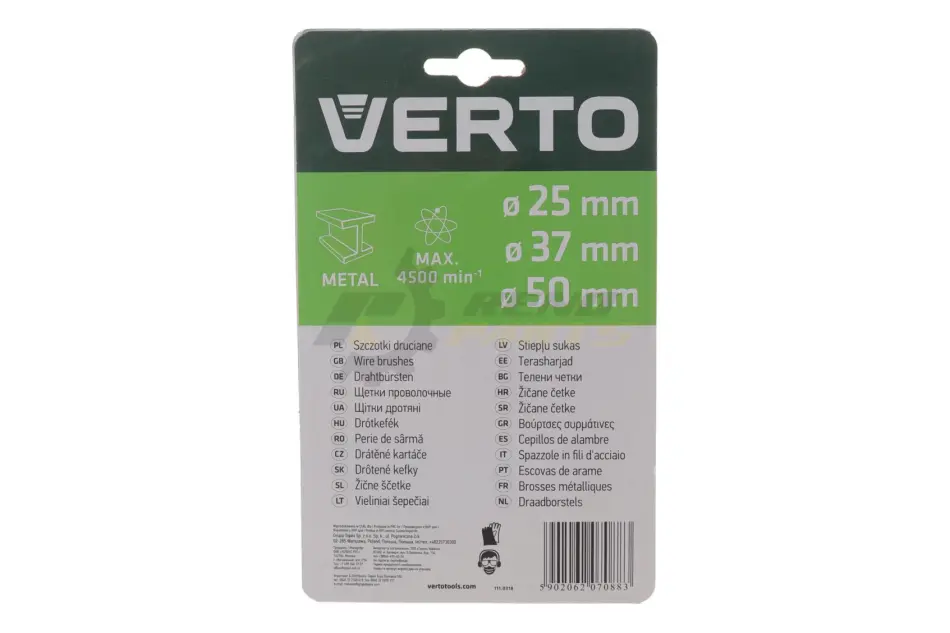 VERTO
METAL
MAX.
4500 min⁻¹
ø 25 mm
ø 37 mm
ø 50 mm
PL Szczotki druciane
GB Wire brushes
DE Drahtbürsten
RU Щетки проволочные
UA Щітки дротяні
HU Drótkefék
RO Perie de sârmă
CZ Drátěné kartáče
SK Drôtené kefky
SL Žične ščetke
LT Vieliniai šepečiai
LV Stiepļu sukas
EE Terasharjad
BG Телени четки
HR Žičane četke
SR Žičane četke
GR Βούρτσες συρμάτινες
ES Cepillos de alambre
IT Spazzole in fili d'acciaio
PT Escovas de arame
FR Brosses métalliques
NL Draadborstels
vertotools.com
5902062070883